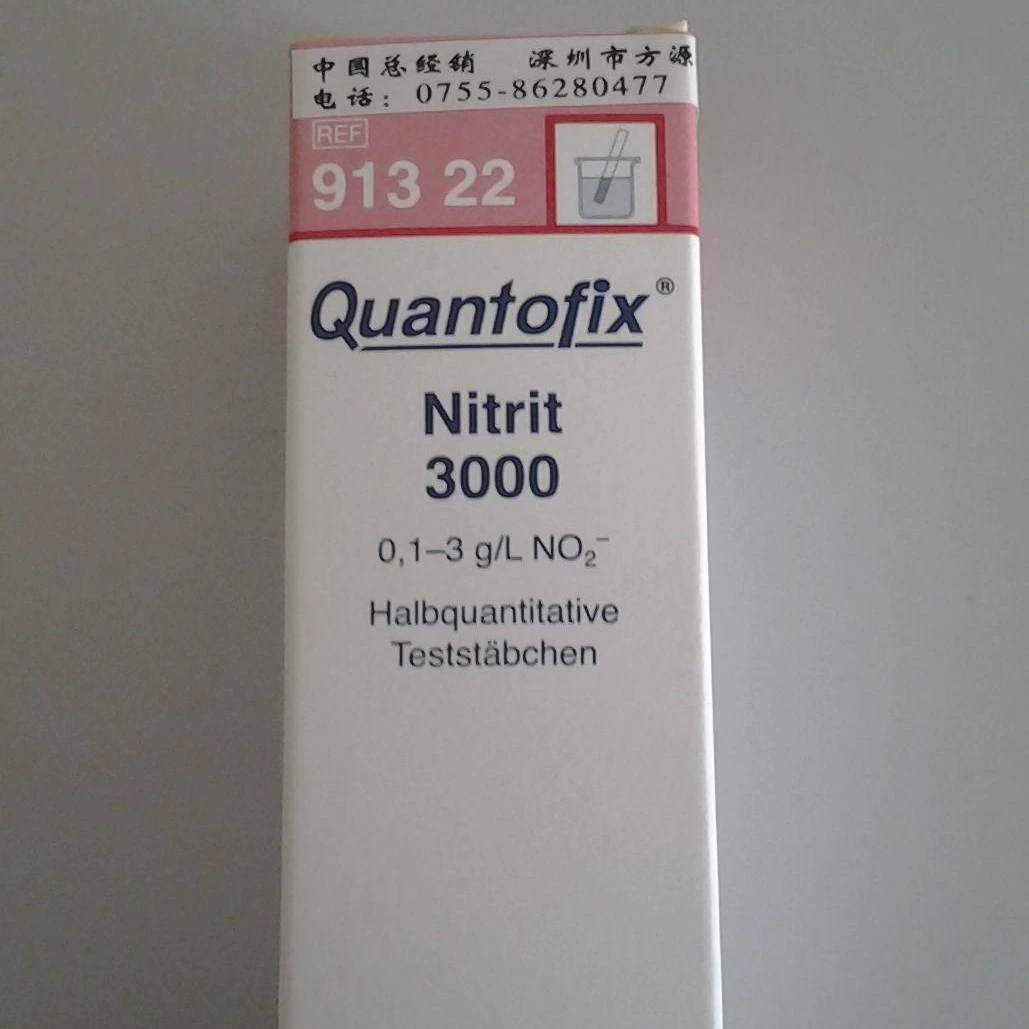 中国总经销 深圳市方源
电话: 0755-86280477
REF
913 22
Quantofix®
Nitrit
3000
0,1–3 g/L NO₂⁻
Halbquantitative
Teststäbchen